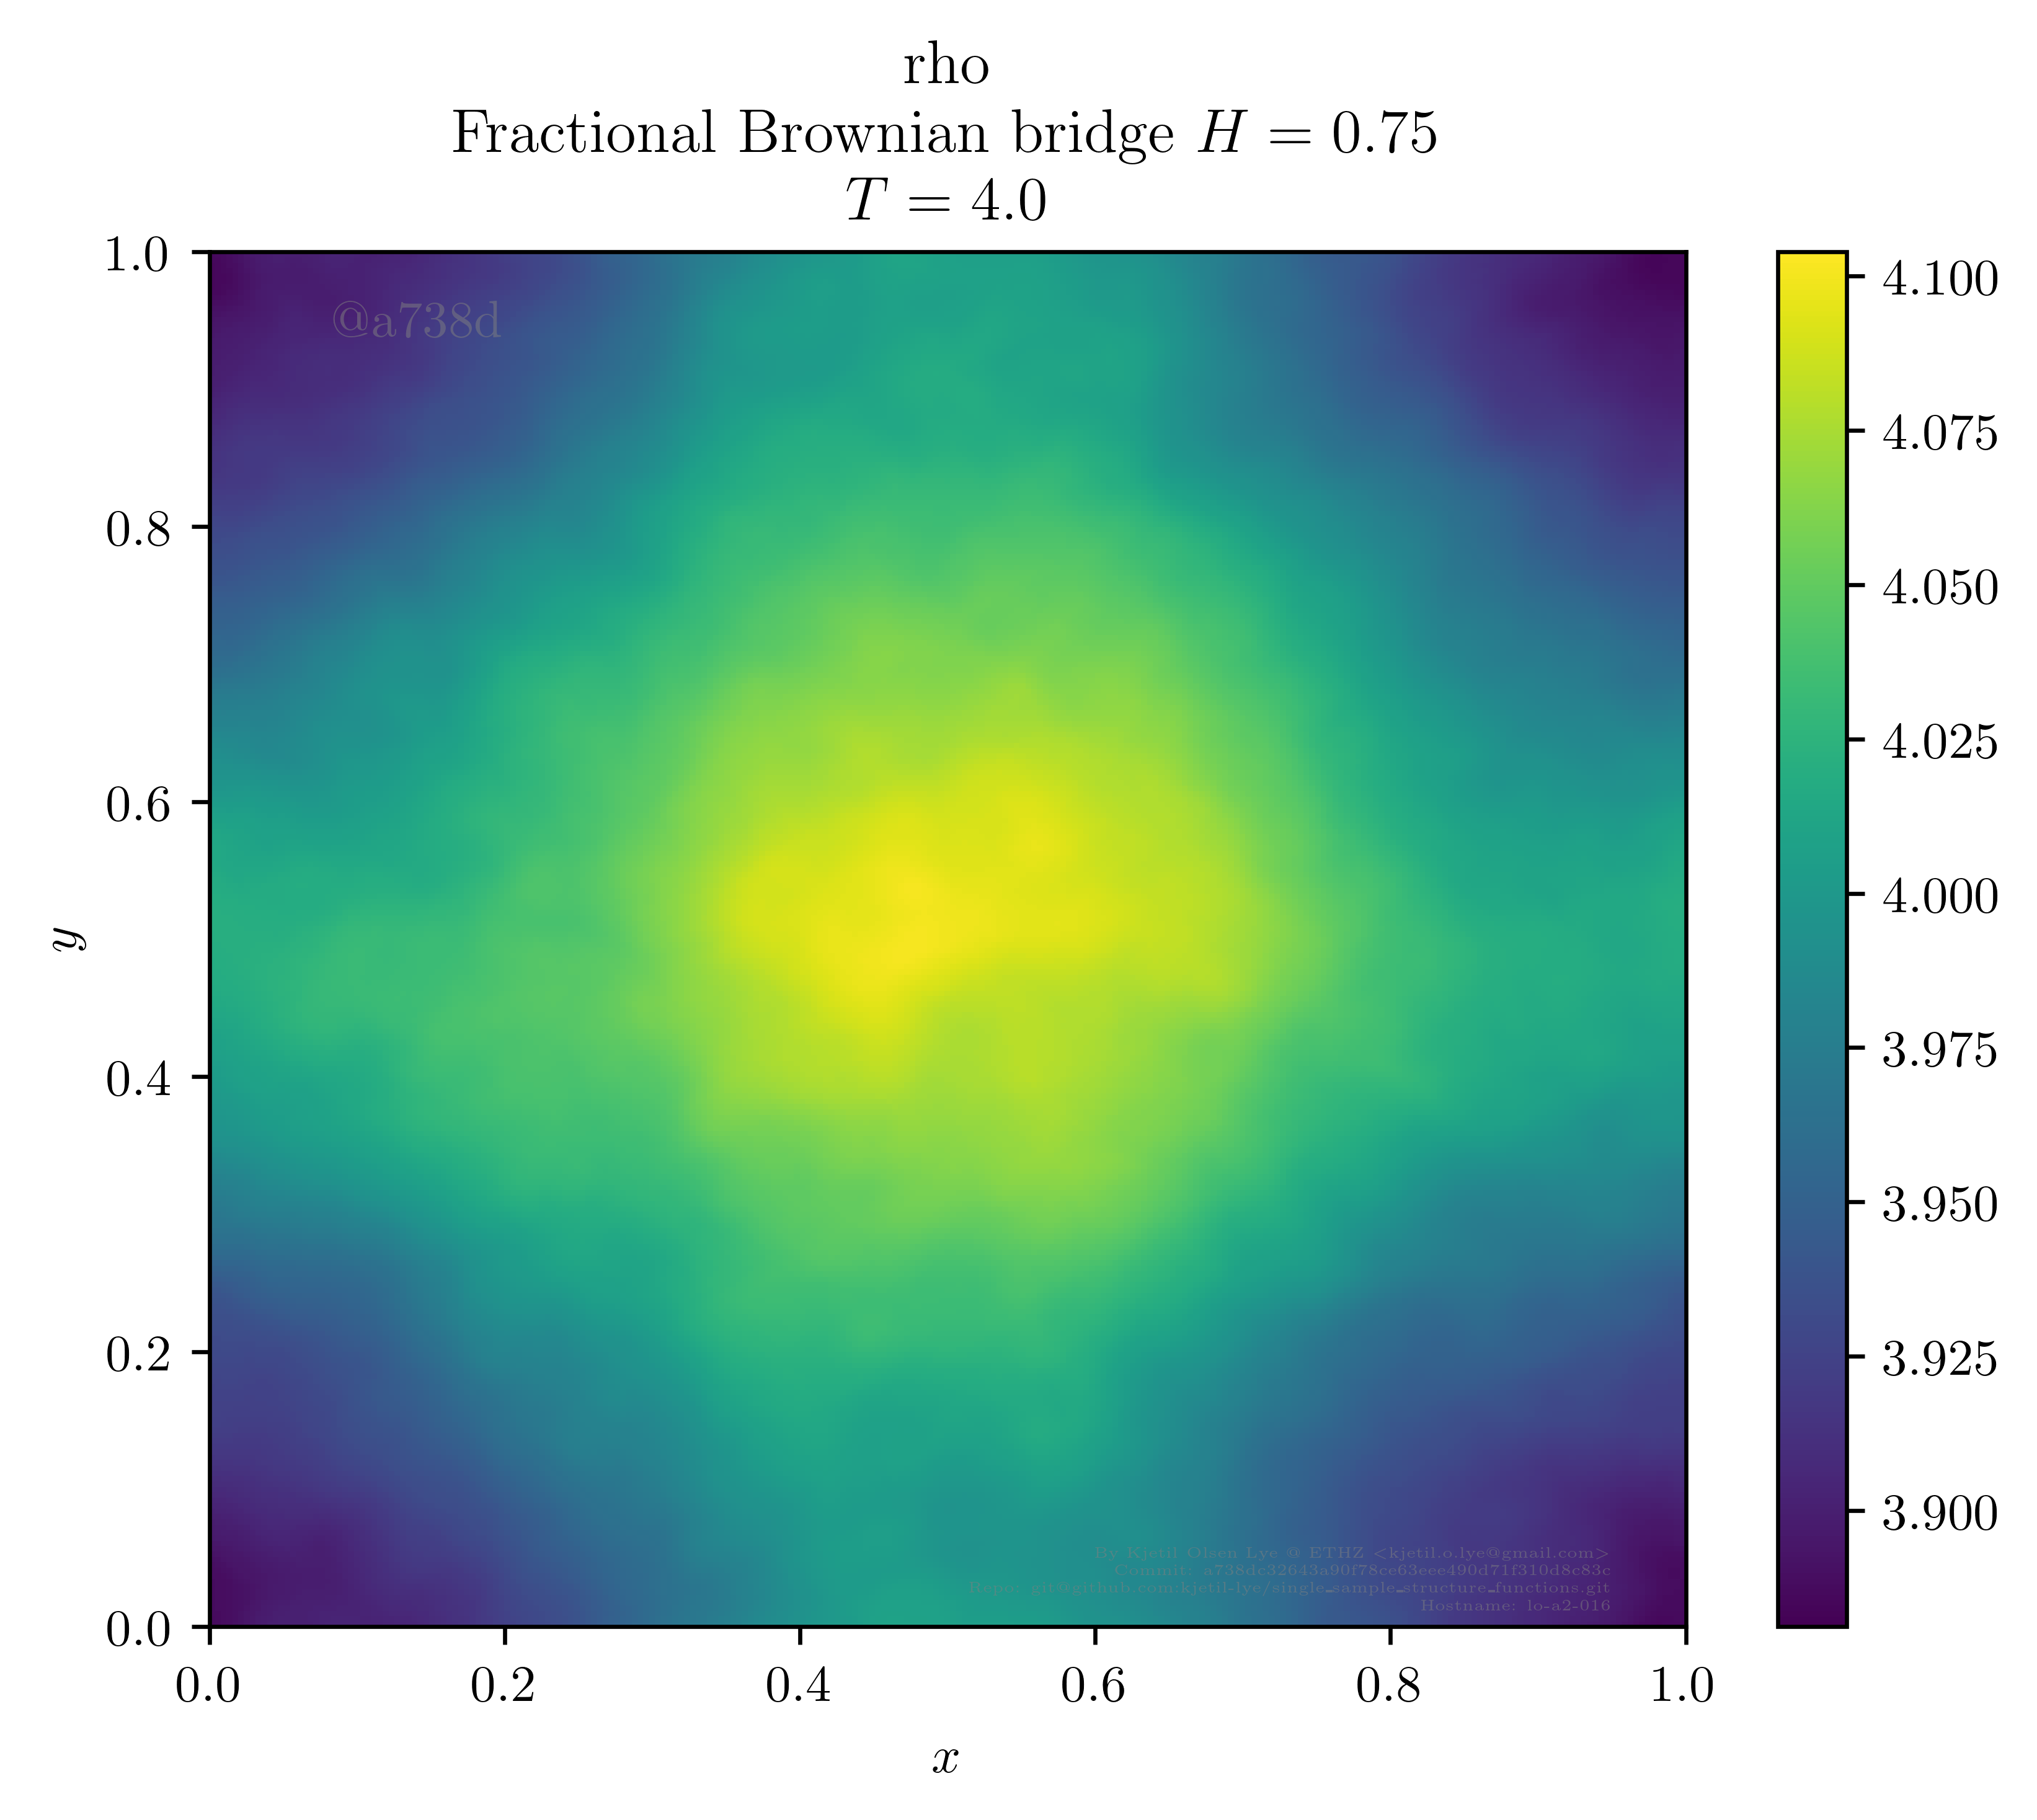 rho
Fractional Brownian bridge H = 0.75
T = 4.0
1.0
0.8
0.6
0.4
0.2
0.0
y
@a738d
By Kjetil Olsen Lye @ ETHZ <kjetil.o.lye@gmail.com>
Commit: a738dc32643a90f78ce63eee490d71f310d8c83c
Repo: git@github.com:kjetil-lye/single_sample_structure_functions.git
Hostname: lo-a2-016
0.0 0.2 0.4 0.6 0.8 1.0
x
4.100
4.075
4.050
4.025
4.000
3.975
3.950
3.925
3.900